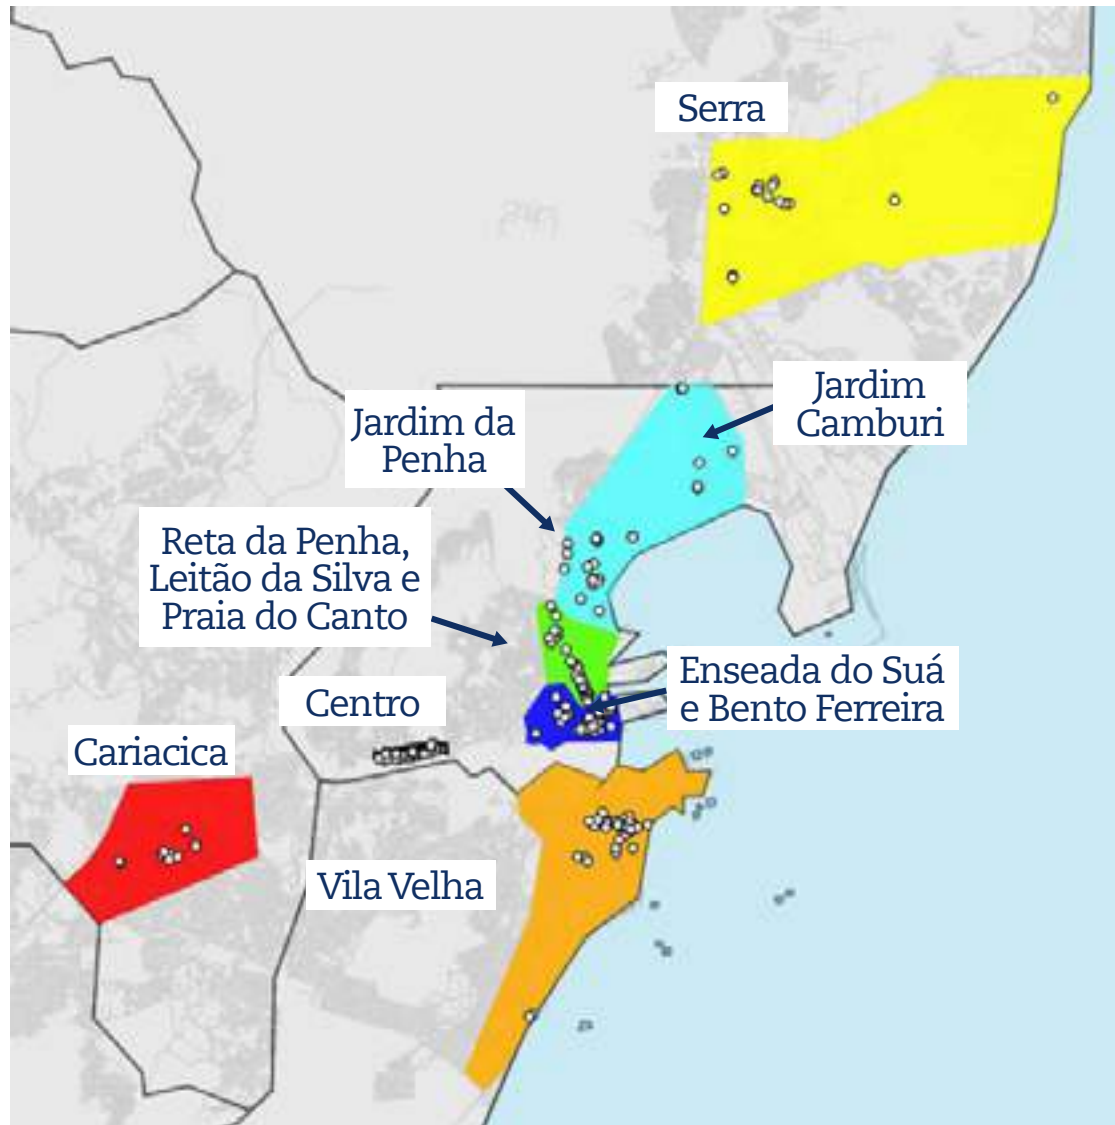 Serra
Jardim
Camburi
Jardim da
Penha
Reta da Penha,
Leitão da Silva e
Praia do Canto
Enseada do Suá
e Bento Ferreira
Centro
Cariacica
Vila Velha